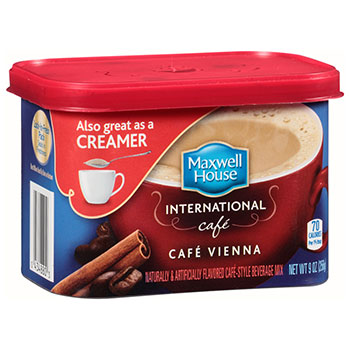 Also great as a
CREAMER
Maxwell
House
INTERNATIONAL
café
CAFÉ VIENNA
70
CALORIES
NATURALLY & ARTIFICIALLY FLAVORED CAFÉ-STYLE BEVERAGE MIX
NET WT 9 OZ (255g)